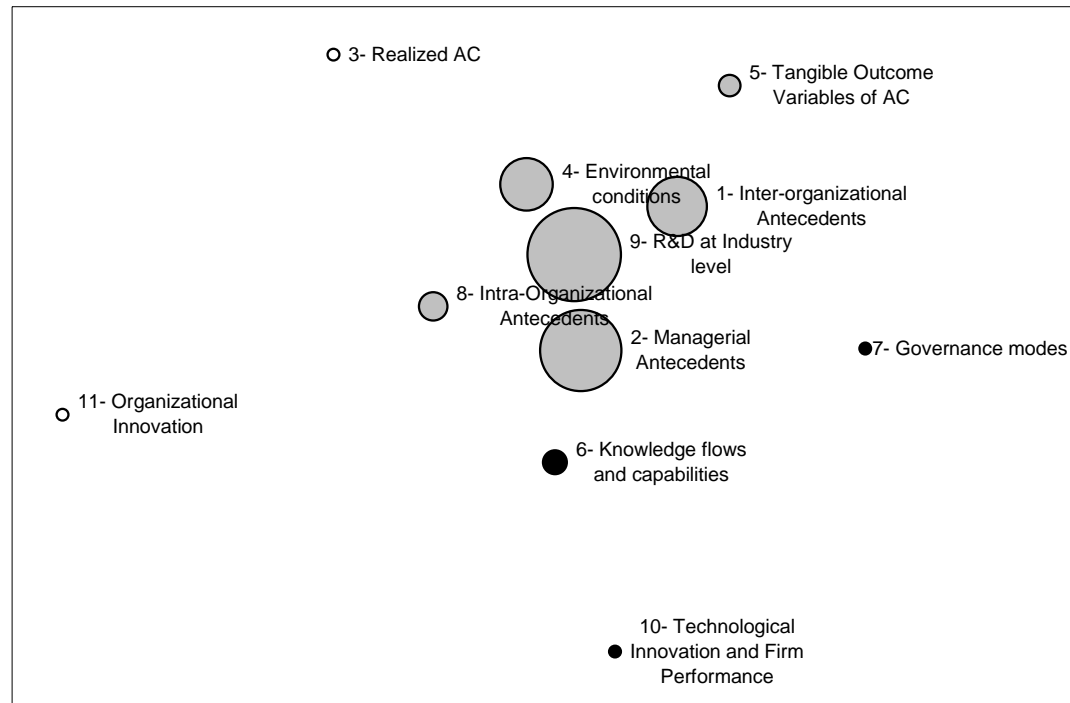 3- Realized AC
5- Tangible Outcome
Variables of AC
4- Environmental
conditions
1- Inter-organizational
Antecedents
9- R&D at Industry
level
8- Intra-Organizational
Antecedents
2- Managerial
Antecedents
7- Governance modes
11- Organizational
Innovation
6- Knowledge flows
and capabilities
10- Technological
Innovation and Firm
Performance